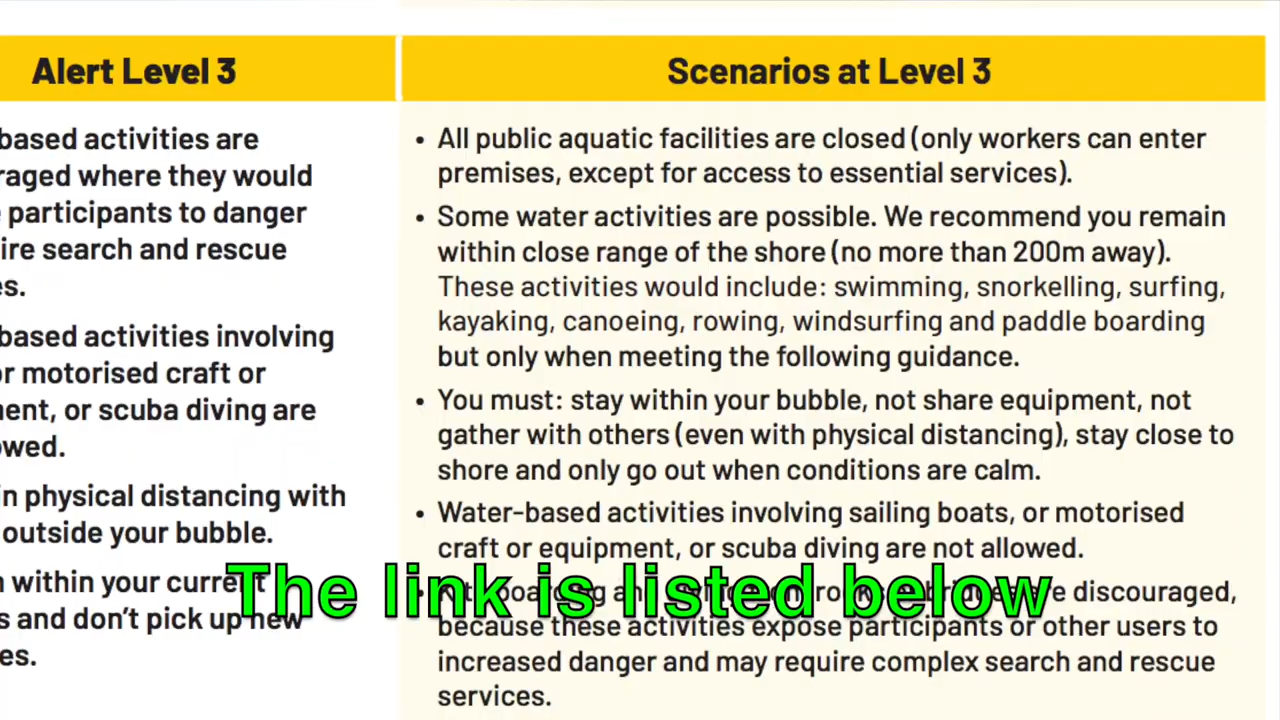 Alert Level 3
based activities are
raged where they would
participants to danger
ire search and rescue
es.
based activities involving
or motorised craft or
ent, or scuba diving are
owed.
in physical distancing with
outside your bubble.
within your current
s and don't pick up new
es.
Scenarios at Level 3
• All public aquatic facilities are closed (only workers can enter
premises, except for access to essential services).
• Some water activities are possible. We recommend you remain
within close range of the shore (no more than 200m away).
These activities would include: swimming, snorkelling, surfing,
kayaking, canoeing, rowing, windsurfing and paddle boarding
but only when meeting the following guidance.
• You must: stay within your bubble, not share equipment, not
gather with others (even with physical distancing), stay close to
shore and only go out when conditions are calm.
• Water-based activities involving sailing boats, or motorised
craft or equipment, or scuba diving are not allowed.
discouraged,
because these activities expose participants or other users to
increased danger and may require complex search and rescue
services.
The link is listed below